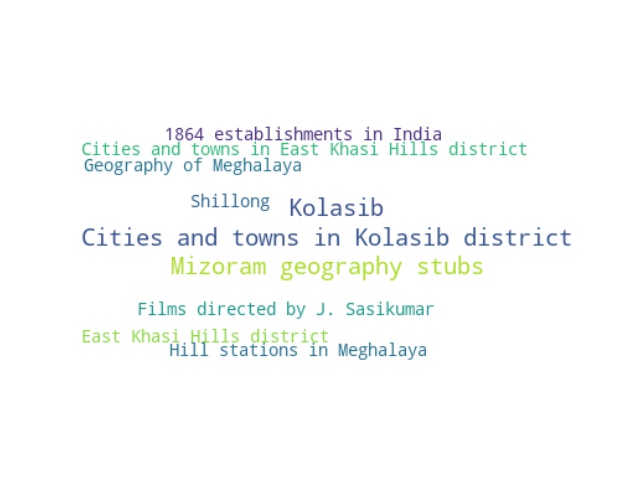 1864 establishments in India
Cities and towns in East Khasi Hills district
Geography of Meghalaya
Shillong
Kolasib
Cities and towns in Kolasib district
Mizoram geography stubs
Films directed by J. Sasikumar
East Khasi Hills district
Hill stations in Meghalaya